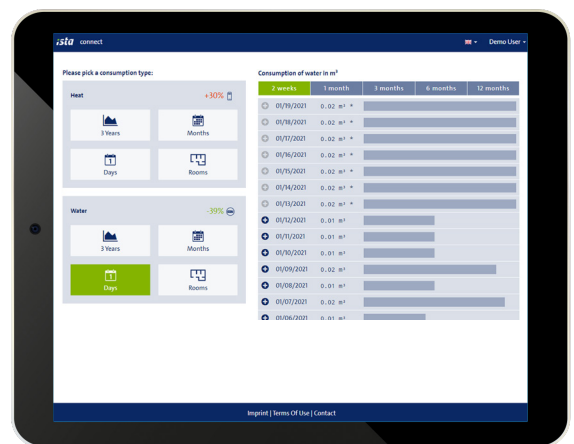 ista connect
Demo User
Please pick a consumption type:
Heat
+30%
3 Years
Months
1
Days
Rooms
Water
-39%
3 Years
Months
1
Days
Rooms
Consumption of water in m³
2 weeks 1 month 3 months 6 months 12 months
01/19/2021 0.02 m³ *
01/18/2021 0.02 m³ *
01/17/2021 0.02 m³ *
01/16/2021 0.02 m³ *
01/15/2021 0.02 m³ *
01/14/2021 0.02 m³ *
01/13/2021 0.02 m³ *
01/12/2021 0.01 m³
01/11/2021 0.01 m³
01/10/2021 0.01 m³
01/09/2021 0.02 m³
01/08/2021 0.01 m³
01/07/2021 0.02 m³
01/06/2021 0.01 m³
Imprint | Terms Of Use | Contact